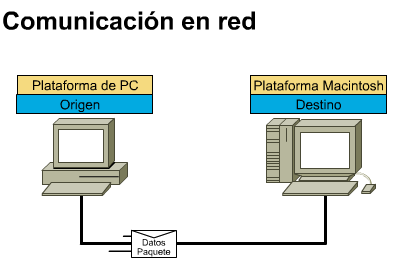 Comunicación en red
Plataforma de PC
Origen
Plataforma Macintosh
Destino
Datos
Paquete